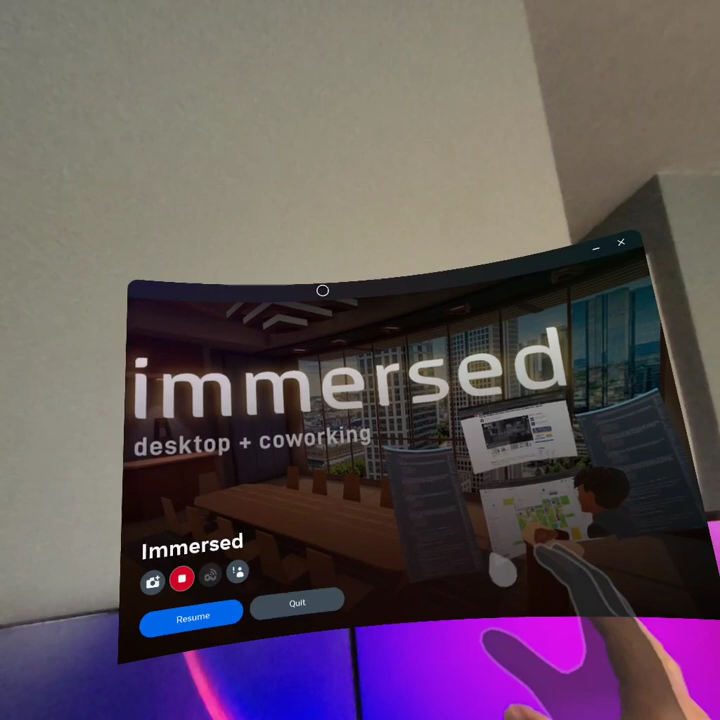 immersed
desktop + coworking
Immersed
Resume
Quit